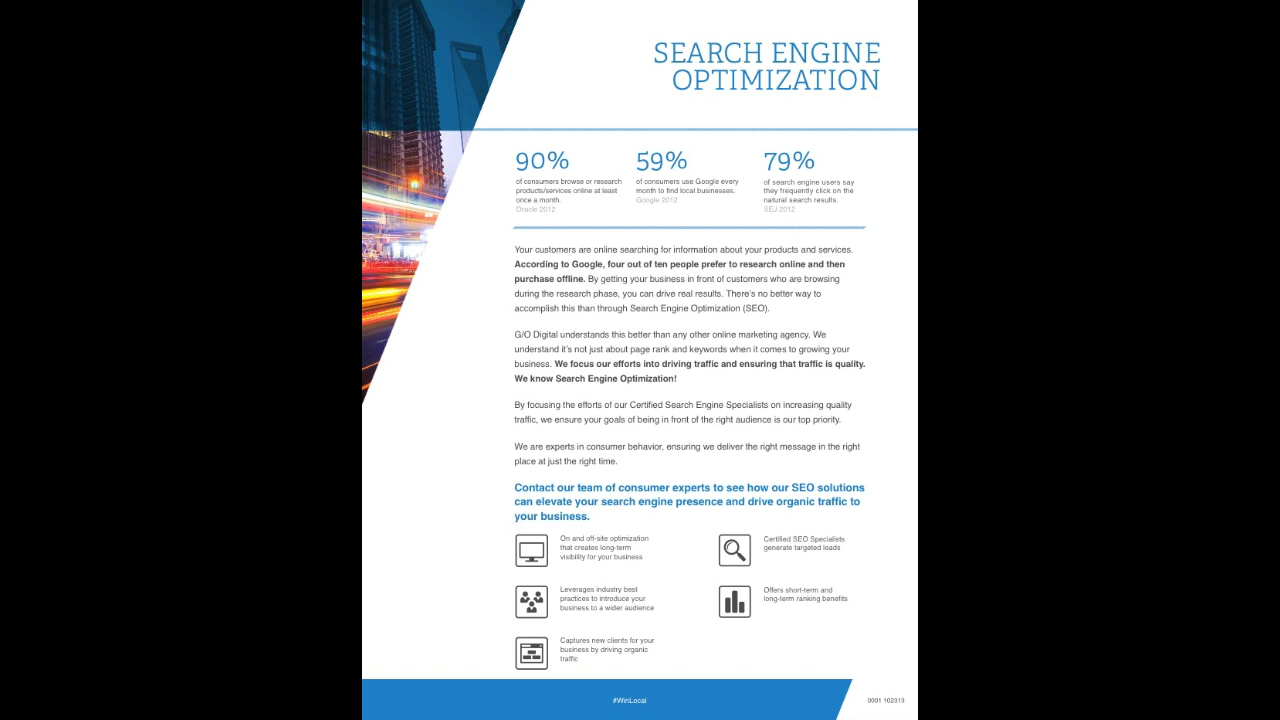 SEARCH ENGINE
OPTIMIZATION
90%
of consumers browse or research
products/services online at least
once a month.
Oracle 2012
59%
of consumers use Google every
month to find local businesses.
Google 2012
79%
of search engine users say
they frequently click on the
natural search results.
SEJ 2012
Your customers are online searching for information about your products and services.
According to Google, four out of ten people prefer to research online and then
purchase offline. By getting your business in front of customers who are browsing
during the research phase, you can drive real results. There's no better way to
accomplish this than through Search Engine Optimization (SEO).
G/O Digital understands this better than any other online marketing agency. We
understand it's not just about page rank and keywords when it comes to growing your
business. We focus our efforts into driving traffic and ensuring that traffic is quality.
We know Search Engine Optimization!
By focusing the efforts of our Certified Search Engine Specialists on increasing quality
traffic, we ensure your goals of being in front of the right audience is our top priority.
We are experts in consumer behavior, ensuring we deliver the right message in the right
place at just the right time.
Contact our team of consumer experts to see how our SEO solutions
can elevate your search engine presence and drive organic traffic to
your business.
On and off-site optimization
that creates long-term
visibility for your business
Certified SEO Specialists
generate targeted leads
Leverages industry best
practices to introduce your
business to a wider audience
Offers short-term and
long-term ranking benefits
Captures new clients for your
business by driving organic
traffic
#WinLocal
0001 102313